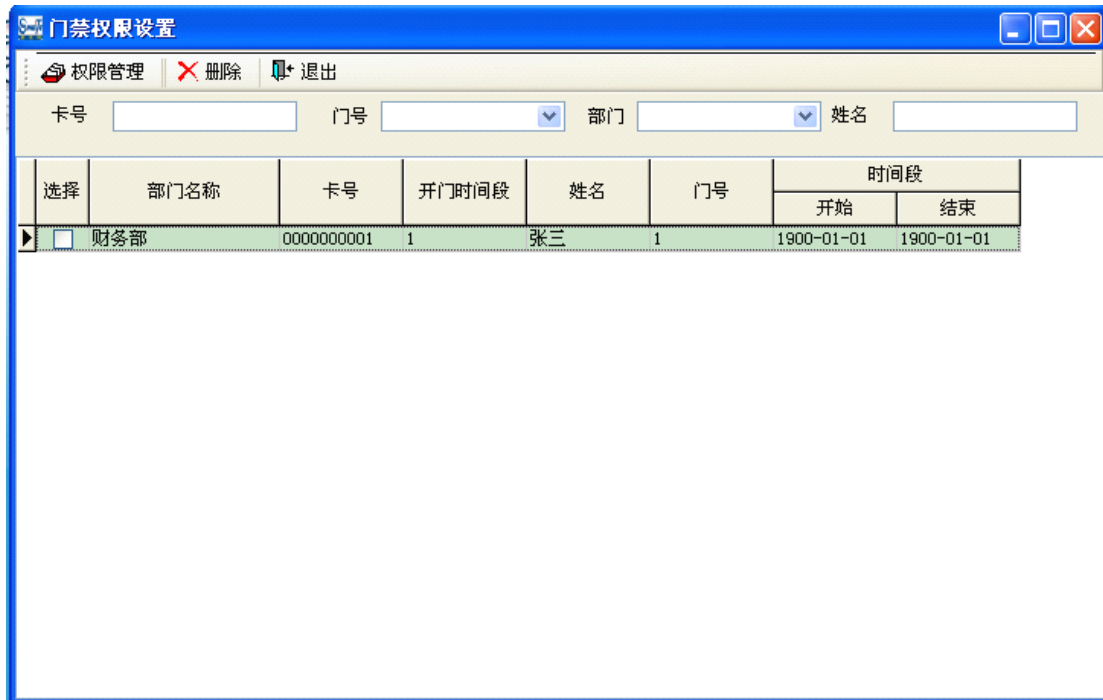 门禁权限设置
权限管理 删除 退出
卡号 门号 部门 姓名
选择 部门名称 卡号 开门时间段 姓名 门号 时间段
开始 结束
财务部 0000000001 1 张三 1 1900-01-01 1900-01-01